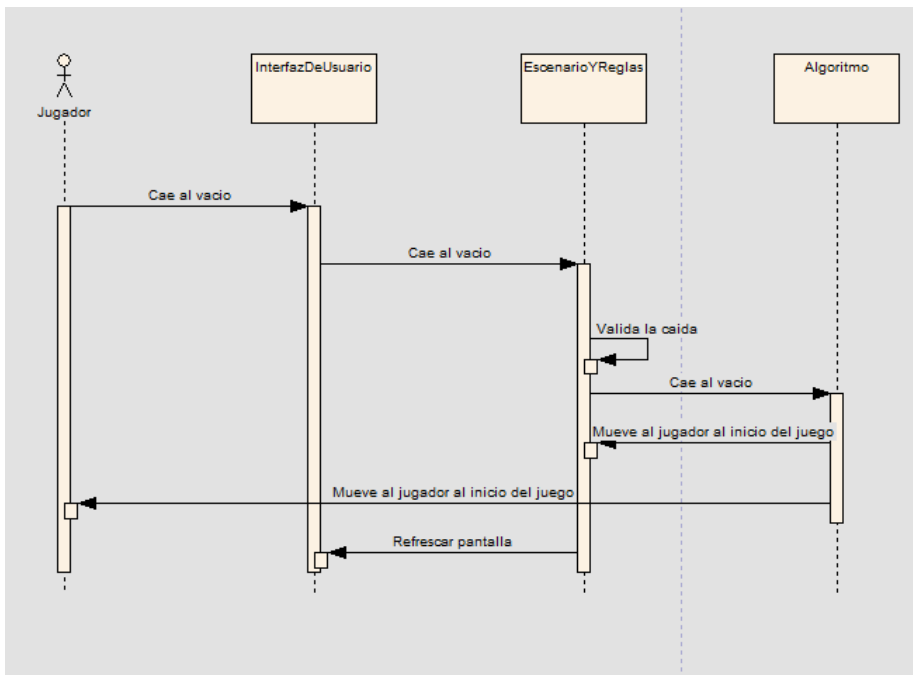 Jugador
InterfazDeUsuario
EscenarioYReglas
Algoritmo
Cae al vacio
Cae al vacio
Valida la caida
Cae al vacio
Mueve al jugador al inicio del juego
Mueve al jugador al inicio del juego
Refrescar pantalla